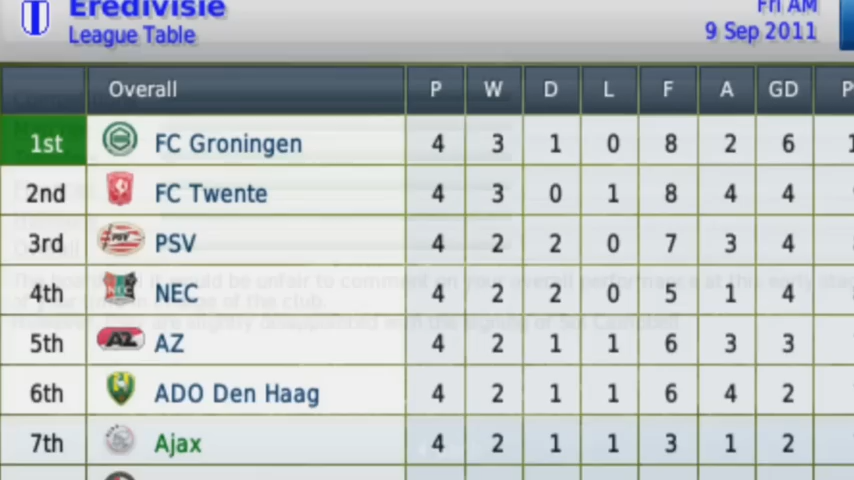 Eredivisie
League Table
Fri AM
9 Sep 2011
Overall P W D L F A GD P
1st FC Groningen 4 3 1 0 8 2 6 1
2nd FC Twente 4 3 0 1 8 4 4
3rd PSV 4 2 2 0 7 3 4
4th NEC 4 2 2 0 5 1 4
5th AZ 4 2 1 1 6 3 3
6th ADO Den Haag 4 2 1 1 6 4 2
7th Ajax 4 2 1 1 3 1 2